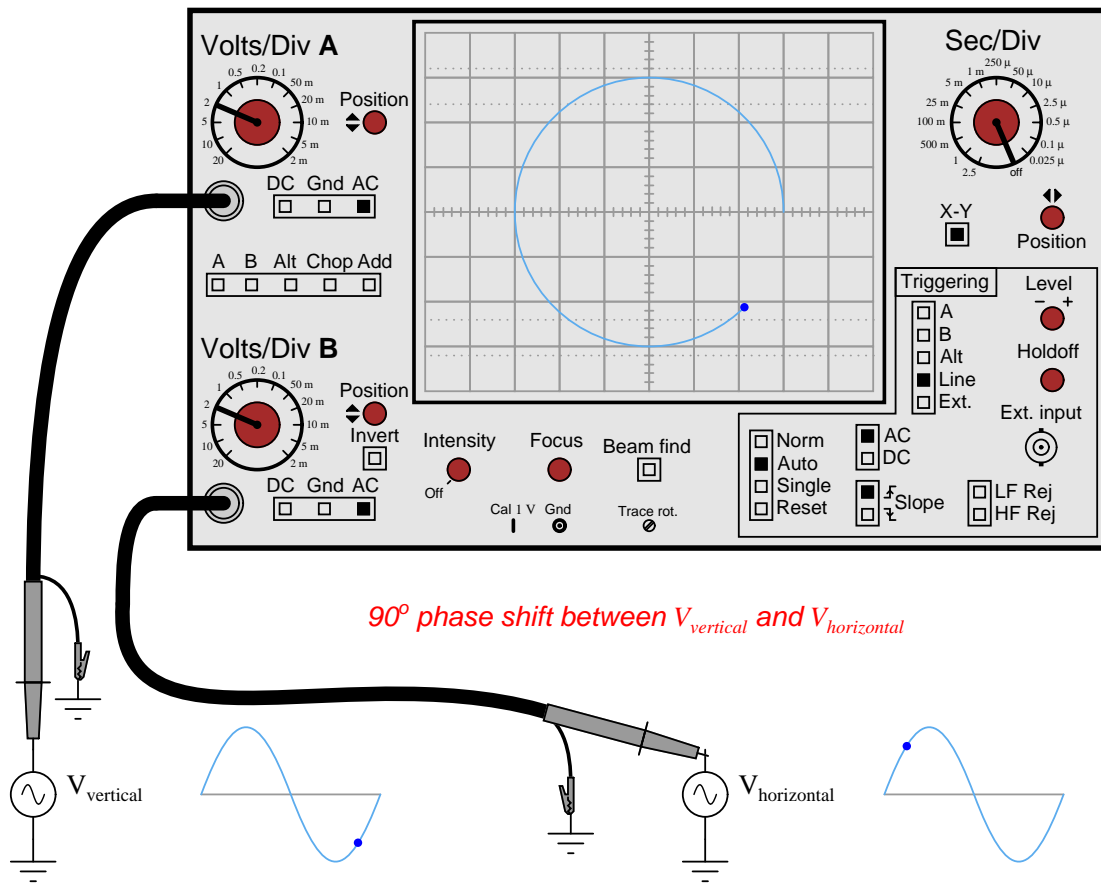 Volts/Div A
0.5 0.2 0.1
1 50 m
2 20 m
5 10 m
10 5 m
20 2 m
Position
DC Gnd AC
A B Alt Chop Add
Volts/Div B
0.5 0.2 0.1
1 50 m
2 20 m
5 10 m
10 5 m
20 2 m
Position
Invert
DC Gnd AC
Intensity
Off
Focus
Beam find
Cal 1 V Gnd Trace rot.
Sec/Div
250 µ
1 m 50 µ
5 m 10 µ
25 m 2.5 µ
100 m 0.5 µ
500 m 0.1 µ
1 0.025 µ
2.5 off
X-Y
Position
Triggering
A
B
Alt
Line
Ext.
Level
- +
Holdoff
Ext. input
Norm
Auto
Single
Reset
AC
DC
Slope
LF Rej
HF Rej
90o phase shift between Vvertical and Vhorizontal
Vvertical
Vhorizontal